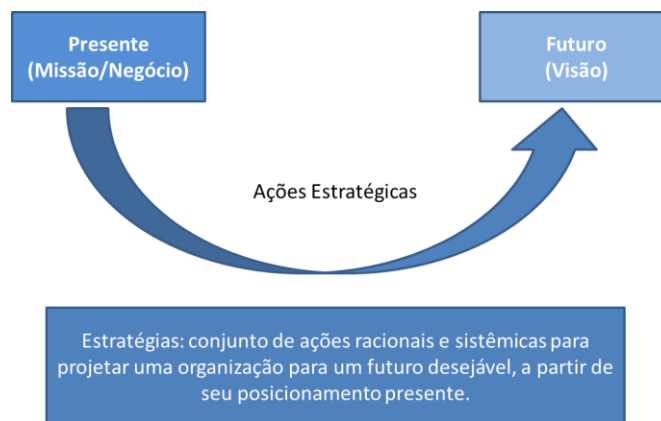 Presente
(Missão/Negócio)
Futuro
(Visão)
Ações Estratégicas
Estratégias: conjunto de ações racionais e sistêmicas para
projetar uma organização para um futuro desejável, a partir de
seu posicionamento presente.